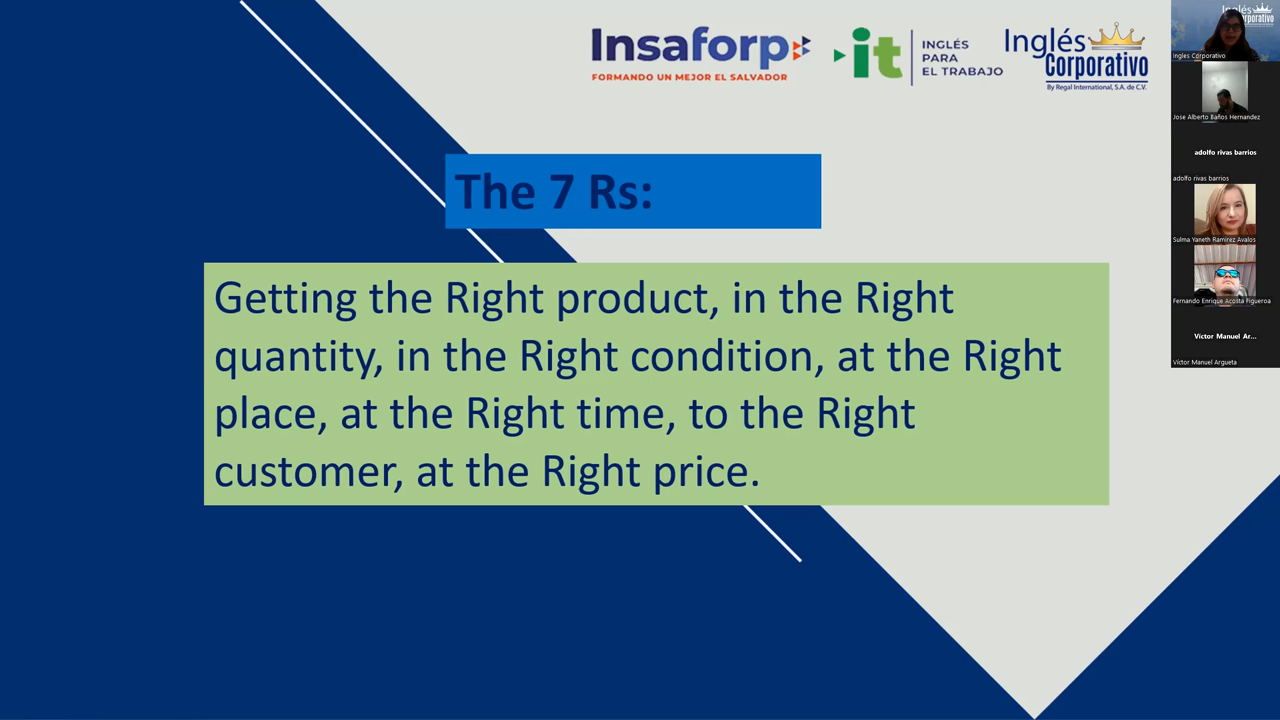 Insaforp
FORMANDO UN MEJOR EL SALVADOR
it
INGLÉS
PARA
EL TRABAJO
Inglés
Corporativo
By Regal International, S.A. de C.V.
The 7 Rs:
Getting the Right product, in the Right
quantity, in the Right condition, at the Right
place, at the Right time, to the Right
customer, at the Right price.
Inglés
Corporativo
Ingles Corporativo
Jose Alberto Baños Hernandez
adolfo rivas barrios
adolfo rivas barrios
Sulma Yaneth Ramirez Avalos
Fernando Enrique Acosta Figueroa
Victor Manuel Ar...
Víctor Manuel Argueta